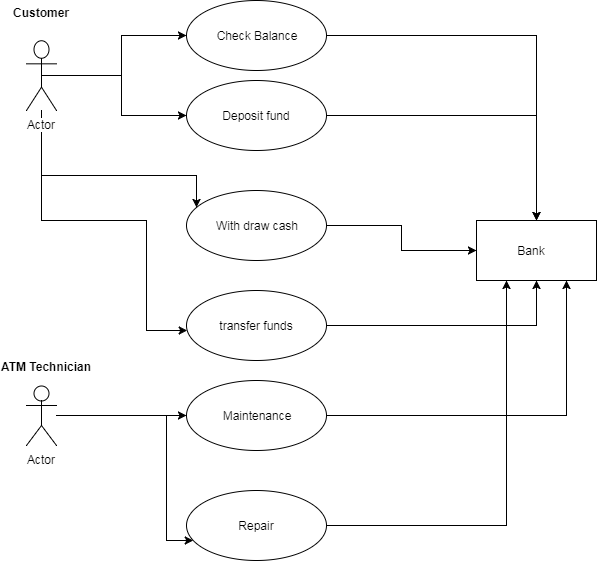 Customer
Check Balance
Deposit fund
Actor
With draw cash
Bank
transfer funds
ATM Technician
Maintenance
Actor
Repair